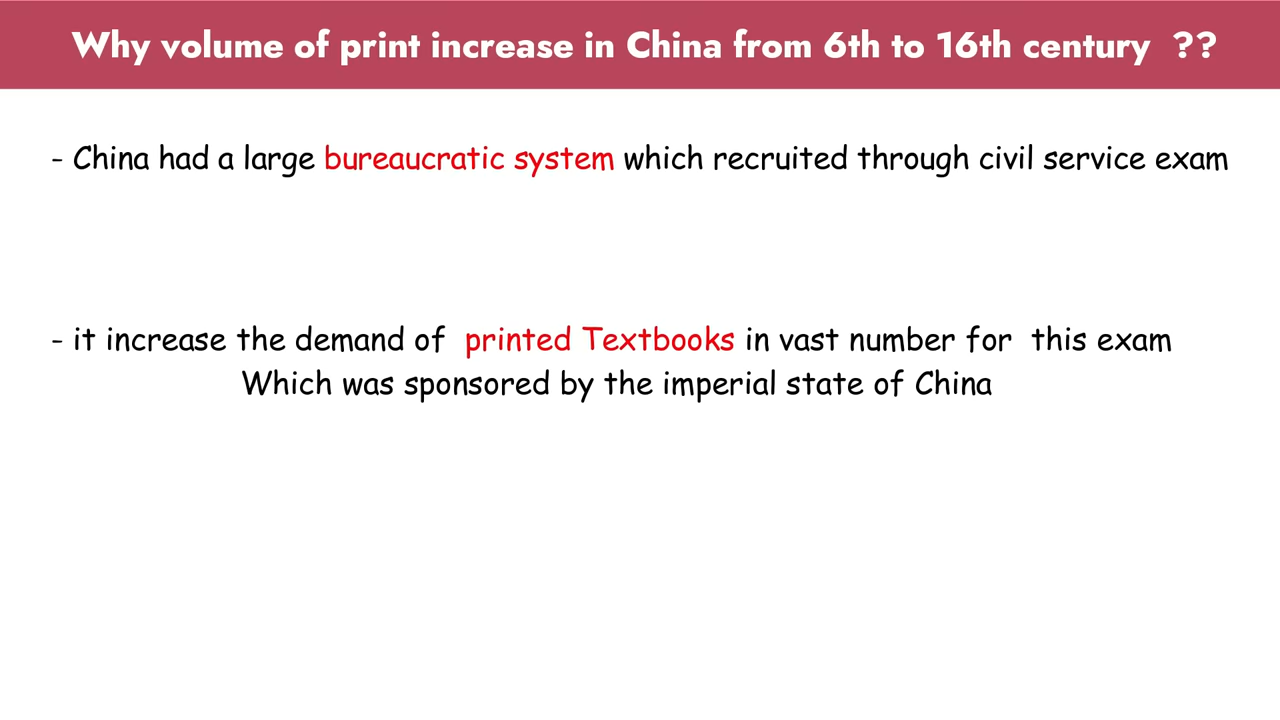 Why volume of print increase in China from 6th to 16th century ??
- China had a large bureaucratic system which recruited through civil service exam
- it increase the demand of printed Textbooks in vast number for this exam
Which was sponsored by the imperial state of China